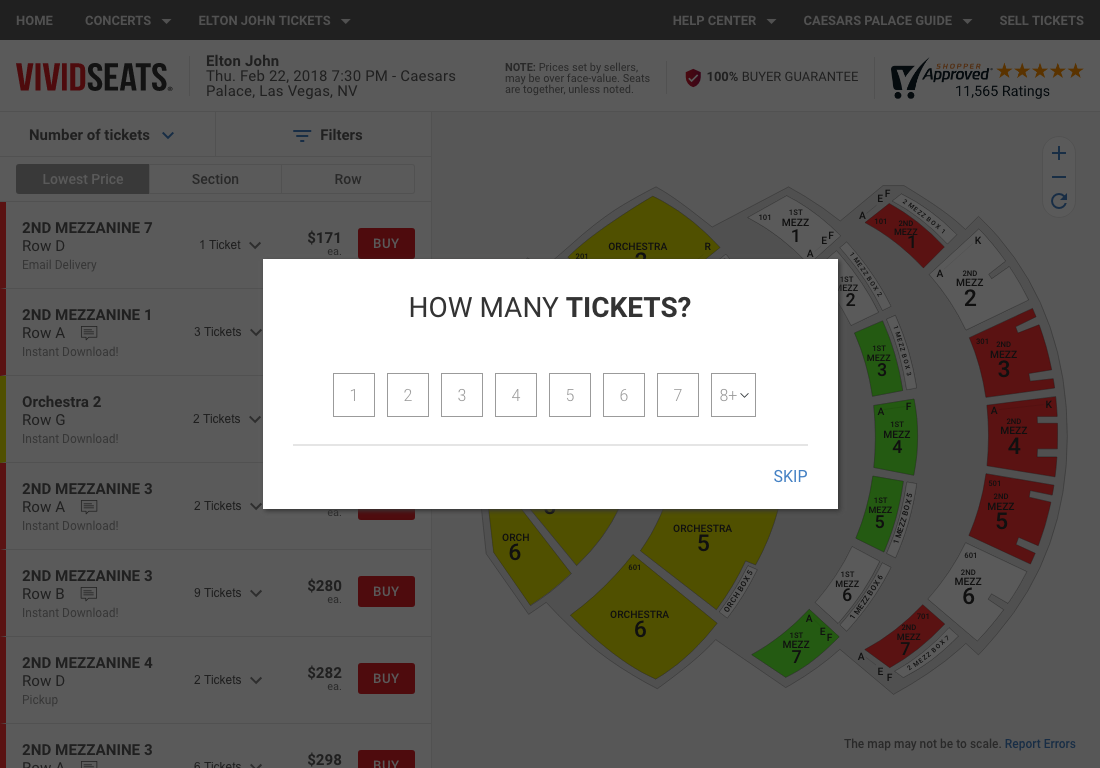 HOME CONCERTS ELTON JOHN TICKETS HELP CENTER CAESARS PALACE GUIDE SELL TICKETS
VIVIDSEATS.
Elton John
Thu. Feb 22, 2018 7:30 PM - Caesars
Palace, Las Vegas, NV
NOTE: Prices set by sellers,
may be over face-value. Seats
are together, unless noted.
100% BUYER GUARANTEE
SHOPPER
Approved
11,565 Ratings
Number of tickets Filters
Lowest Price Section Row
2ND MEZZANINE 7
Row D
Email Delivery
1 Ticket
$171
ea.
BUY
2ND MEZZANINE 1
Row A
Instant Download!
3 Tickets
Orchestra 2
Row G
Instant Download!
2 Tickets
2ND MEZZANINE 3
Row A
Instant Download!
2 Tickets
ea.
2ND MEZZANINE 3
Row B
Instant Download!
9 Tickets
$280
ea.
BUY
2ND MEZZANINE 4
Row D
Pickup
2 Tickets
$282
ea.
BUY
2ND MEZZANINE 3
Row A
6 Tickets
$298
BUY
HOW MANY TICKETS?
1 2 3 4 5 6 7 8+
SKIP
ORCHESTRA
R
201
101
1ST
MEZZ
1
E F
A
A
E F
101
2ND
MEZZ
1
2 MEZZ BOX 1
1 MEZZ BOX 2
1ST
MEZZ
2
K
A
2ND
MEZZ
2
1ST
MEZZ
3
1 MEZZ BOX 3
301
2ND
MEZZ
3
A F
1ST
MEZZ
4
A K
2ND
MEZZ
4
1ST
MEZZ
5
1 MEZZ BOX 5
501
2ND
MEZZ
5
ORCH
6
ORCHESTRA
5
ORCH BOX 5
601
ORCHESTRA
6
1ST
MEZZ
6
1 MEZZ BOX 6
601
2ND
MEZZ
6
A
E F
1ST
MEZZ
7
701
2ND
MEZZ
7
2 MEZZ BOX 7
A
E F
The map may not be to scale. Report Errors